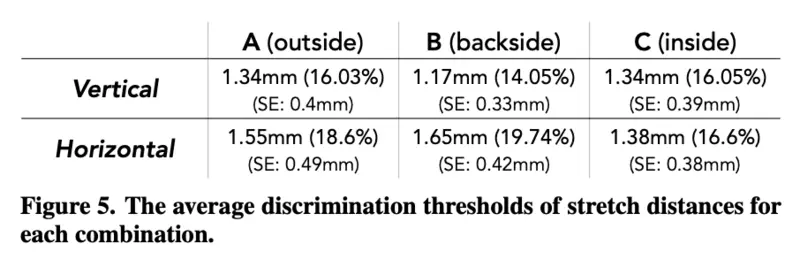 A (outside) B (backside) C (inside)
Vertical 1.34mm (16.03%) 1.17mm (14.05%) 1.34mm (16.05%)
(SE: 0.4mm) (SE: 0.33mm) (SE: 0.39mm)
Horizontal 1.55mm (18.6%) 1.65mm (19.74%) 1.38mm (16.6%)
(SE: 0.49mm) (SE: 0.42mm) (SE: 0.38mm)
Figure 5. The average discrimination thresholds of stretch distances for
each combination.